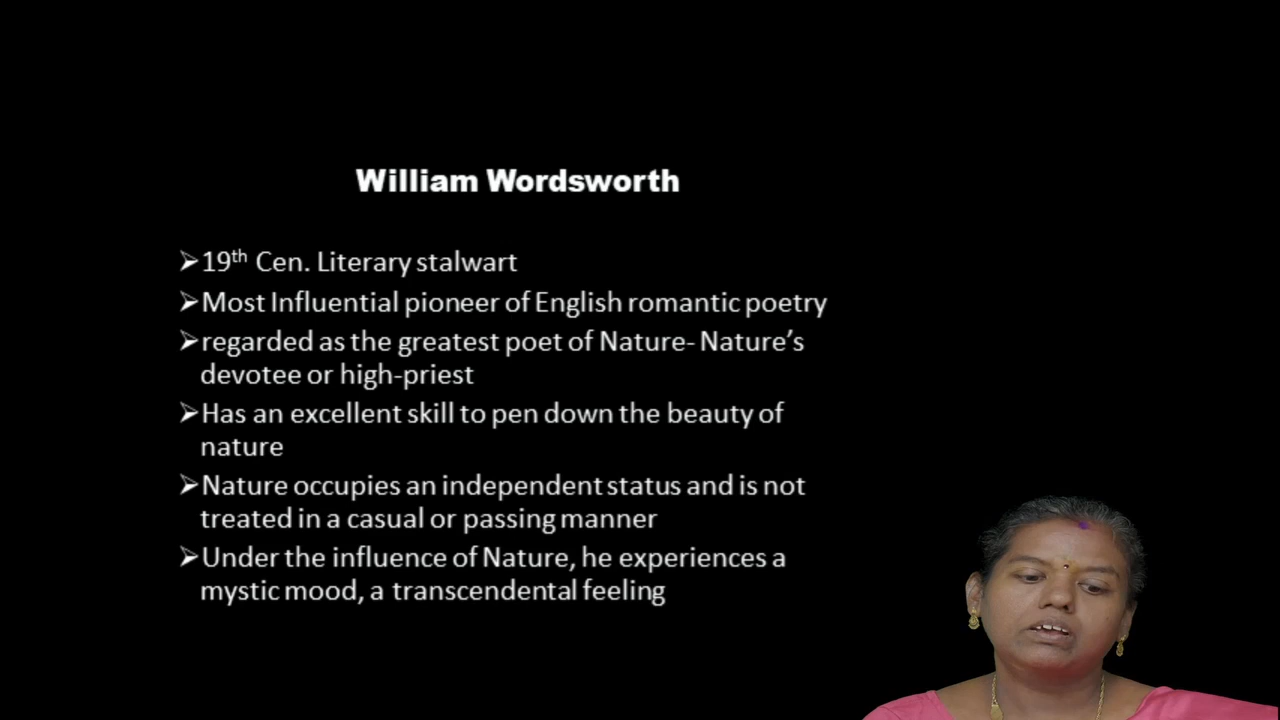 William Wordsworth
➢19th Cen. Literary stalwart
➢Most Influential pioneer of English romantic poetry
➢regarded as the greatest poet of Nature- Nature’s
devotee or high-priest
➢Has an excellent skill to pen down the beauty of
nature
➢Nature occupies an independent status and is not
treated in a casual or passing manner
➢Under the influence of Nature, he experiences a
mystic mood, a transcendental feeling